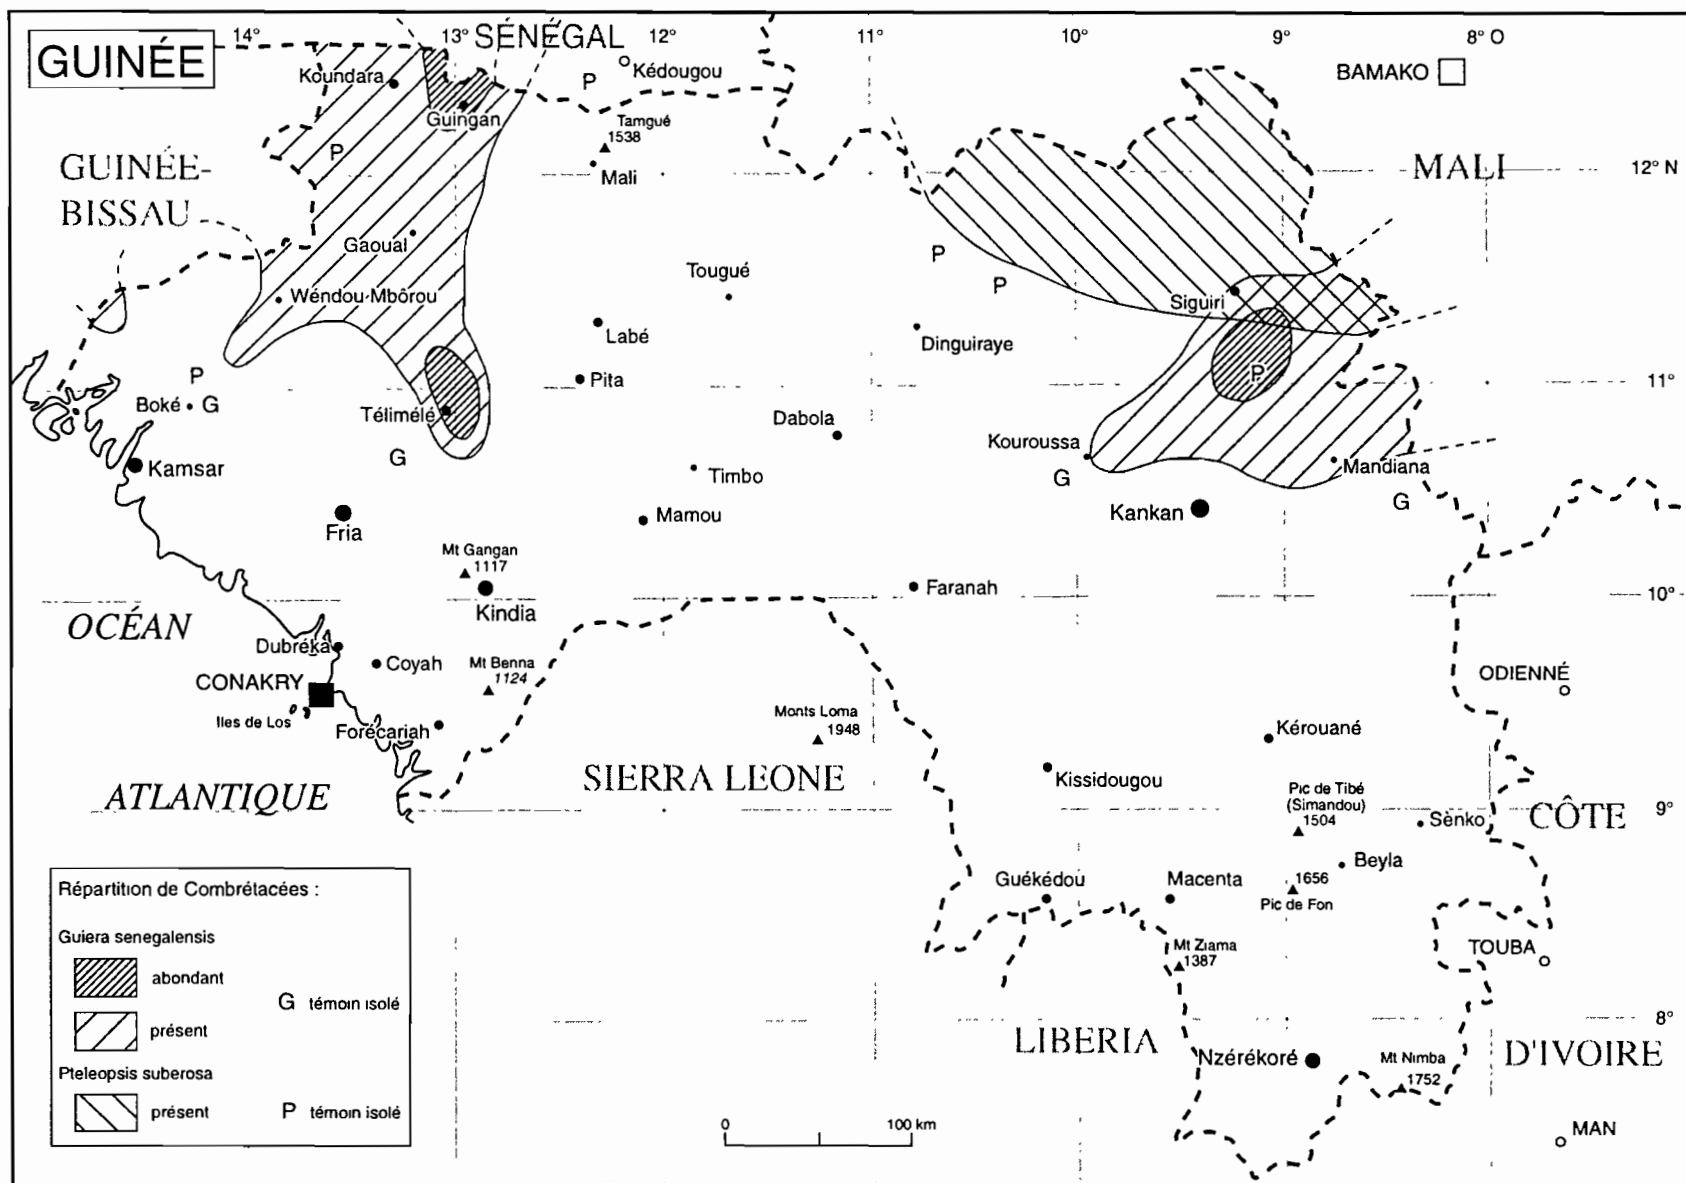 GUINÉE
14°
13°
SÉNÉGAL
12°
11°
10°
9°
8° O
Kédougou
BAMAKO
Koundara
P
Guingan
Tamgué
1538
P
Mali
GUINÉE-
BISSAU
MALI
12° N
Gaoual
P
P
Wéndou Mbôrou
Tougué
Siguiri
Labé
Dinguiraye
P
Pita
P
11°
Boké
G
Télimélé
Dabola
Kouroussa
G
Kamsar
Timbo
G
Mandiana
G
Fria
Mamou
Kankan
Mt Gangan
1117
Kindia
Faranah
10°
OCÉAN
Dubréka
Coyah
Mt Benna
1124
ODIENNÉ
CONAKRY
Iles de Los
Forécariah
Monts Loma
1948
Kérouané
SIERRA LEONE
Kissidougou
ATLANTIQUE
Pic de Tibé
(Simandou)
1504
Sènko
9°
CÔTE
Beyla
Guékédou
Macenta
1656
Pic de Fon
Mt Ziama
1387
TOUBA
8°
LIBERIA
Nzérékoré
Mt Nimba
1752
D'IVOIRE
MAN
0
100 km
Répartition de Combrétacées :
Guiera senegalensis
abondant
G témoin isolé
présent
Pteleopsis suberosa
présent
P témoin isolé